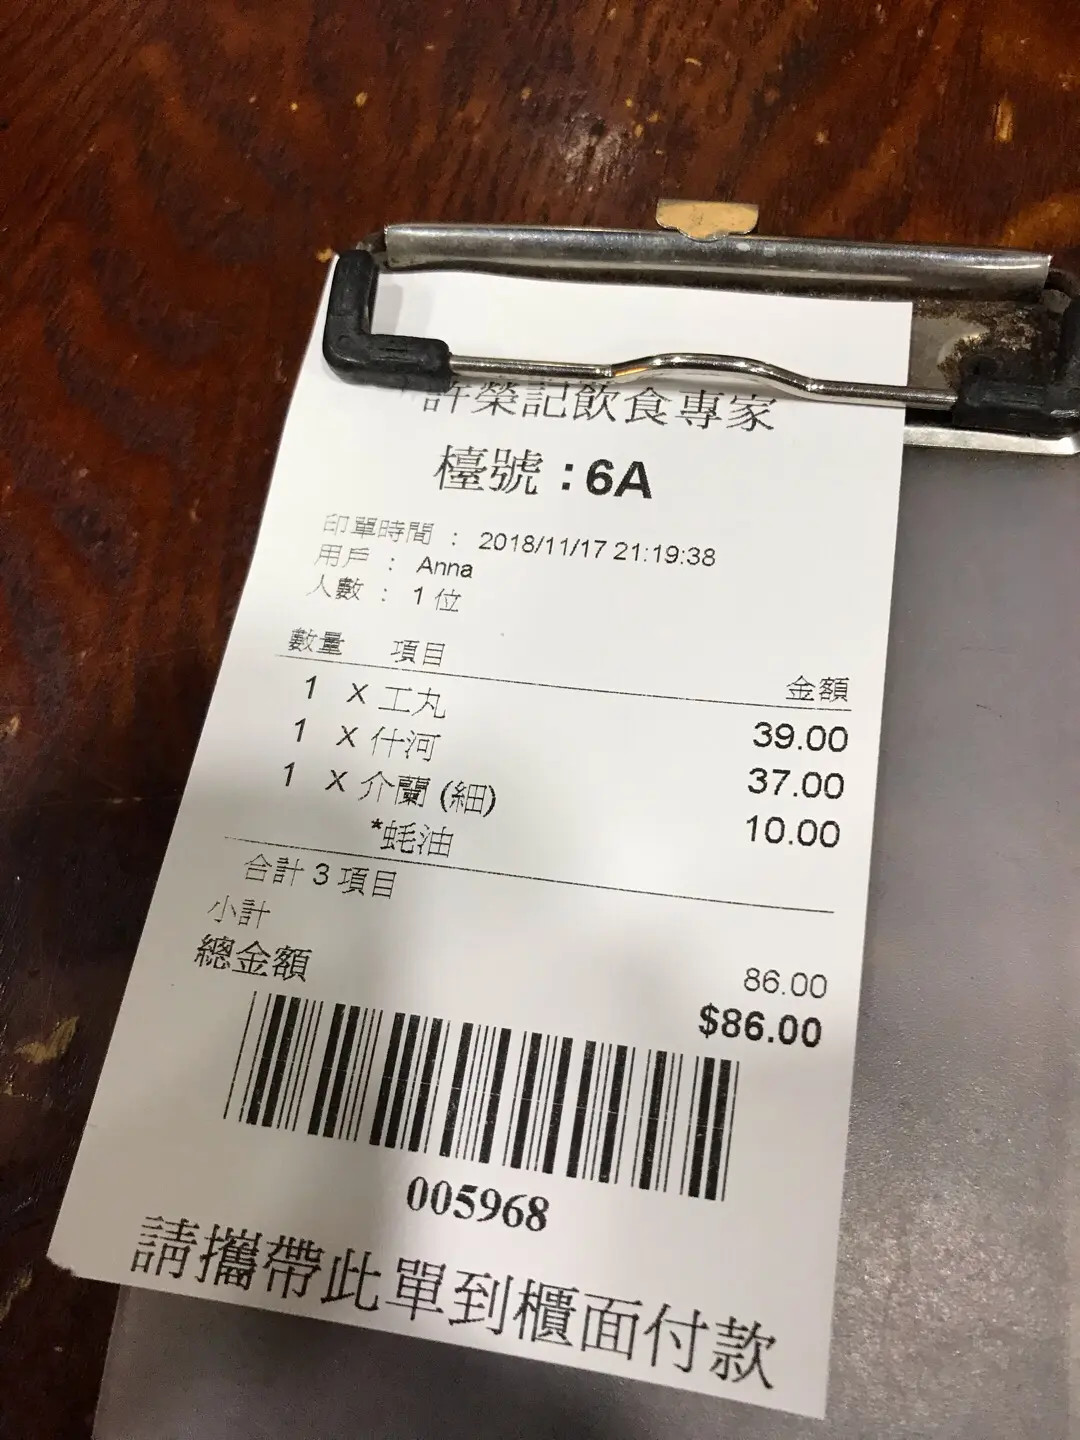 許榮記飲食專家
檯號 : 6A
印單時間 : 2018/11/17 21:19:38
用戶 : Anna
人數 : 1 位
數量 項目 金額
1 X 工丸 39.00
1 X 什河 37.00
1 X 介蘭 (細) 10.00
*蚝油
合計 3 項目
小計 86.00
總金額 $86.00
005968
請攜帶此單到櫃面付款